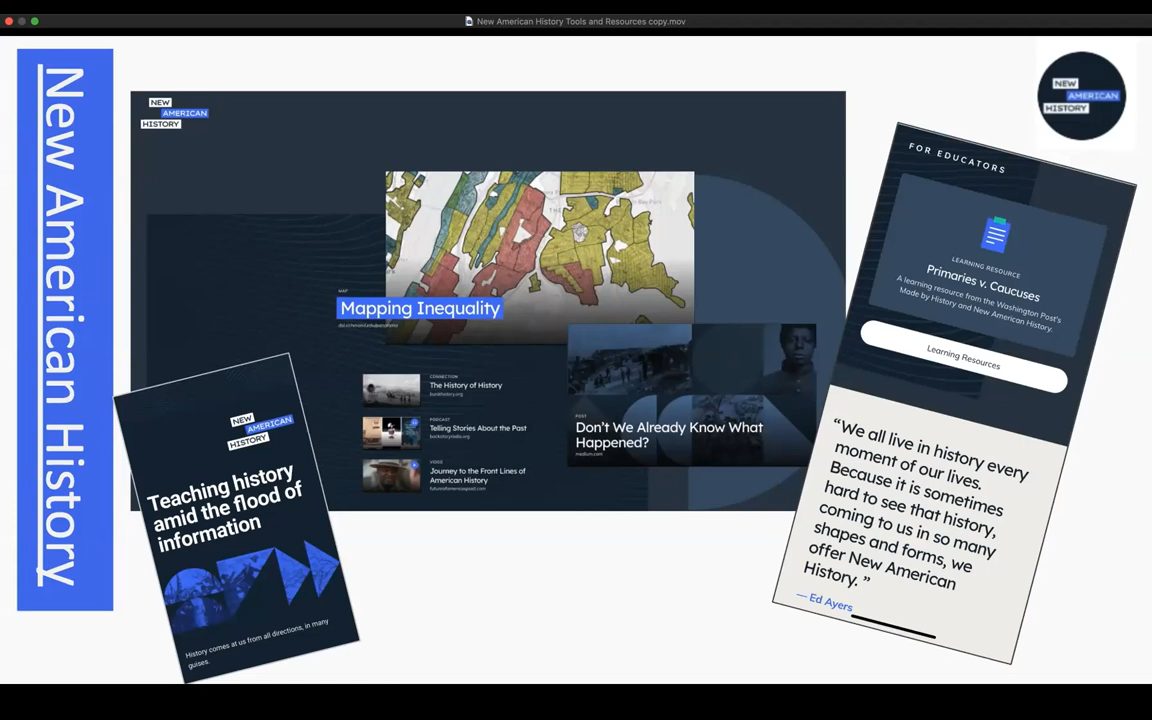 New American History Tools and Resources copy.mov
New American History
NEW
AMERICAN
HISTORY
MAP
Mapping Inequality
CONNECTION
The History of History
PODCAST
Telling Stories About the Past
backstoryradio.org
VIDEO
Journey to the Front Lines of
American History
futureofamericaspast.com
POST
Don't We Already Know What
Happened?
medium.com
NEW
AMERICAN
HISTORY
Teaching history
amid the flood of
information
History comes at us from all directions, in many
guises.
NEW
AMERICAN
HISTORY
FOR EDUCATORS
LEARNING RESOURCE
Primaries v. Caucuses
A learning resource from the Washington Post's
Made by History and New American History.
Learning Resources
“We all live in history every
moment of our lives.
Because it is sometimes
hard to see that history,
coming to us in so many
shapes and forms, we
offer New American
History. ”
— Ed Ayers